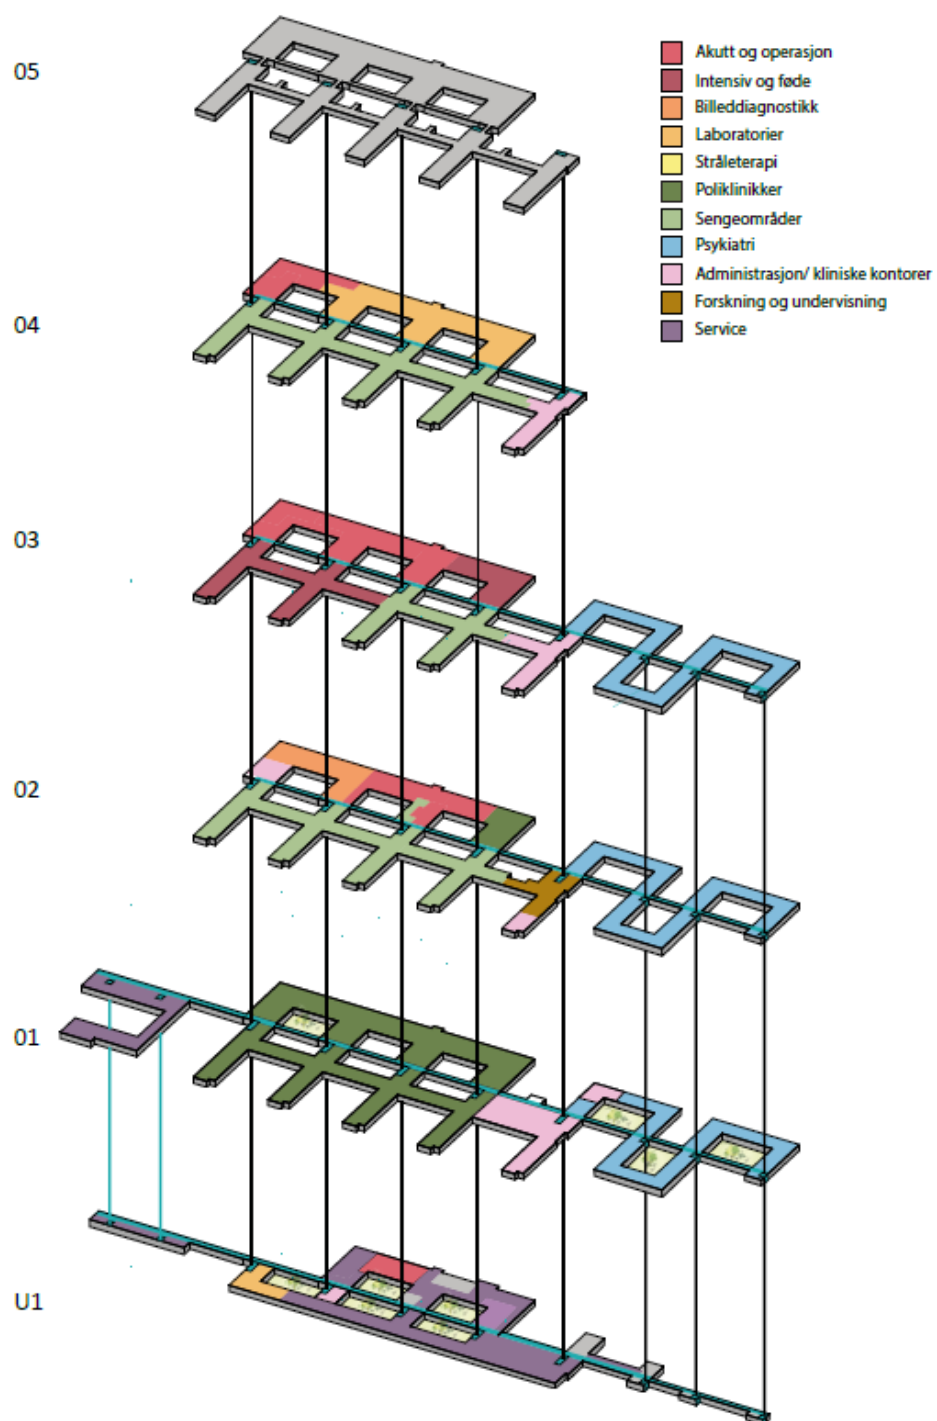 05
Akutt og operasjon
Intensiv og føde
Billeddiagnostikk
Laboratorier
Stråleterapi
Poliklinikker
Sengeområder
Psykiatri
Administrasjon/ kliniske kontorer
Forskning og undervisning
Service
04
03
02
01
U1